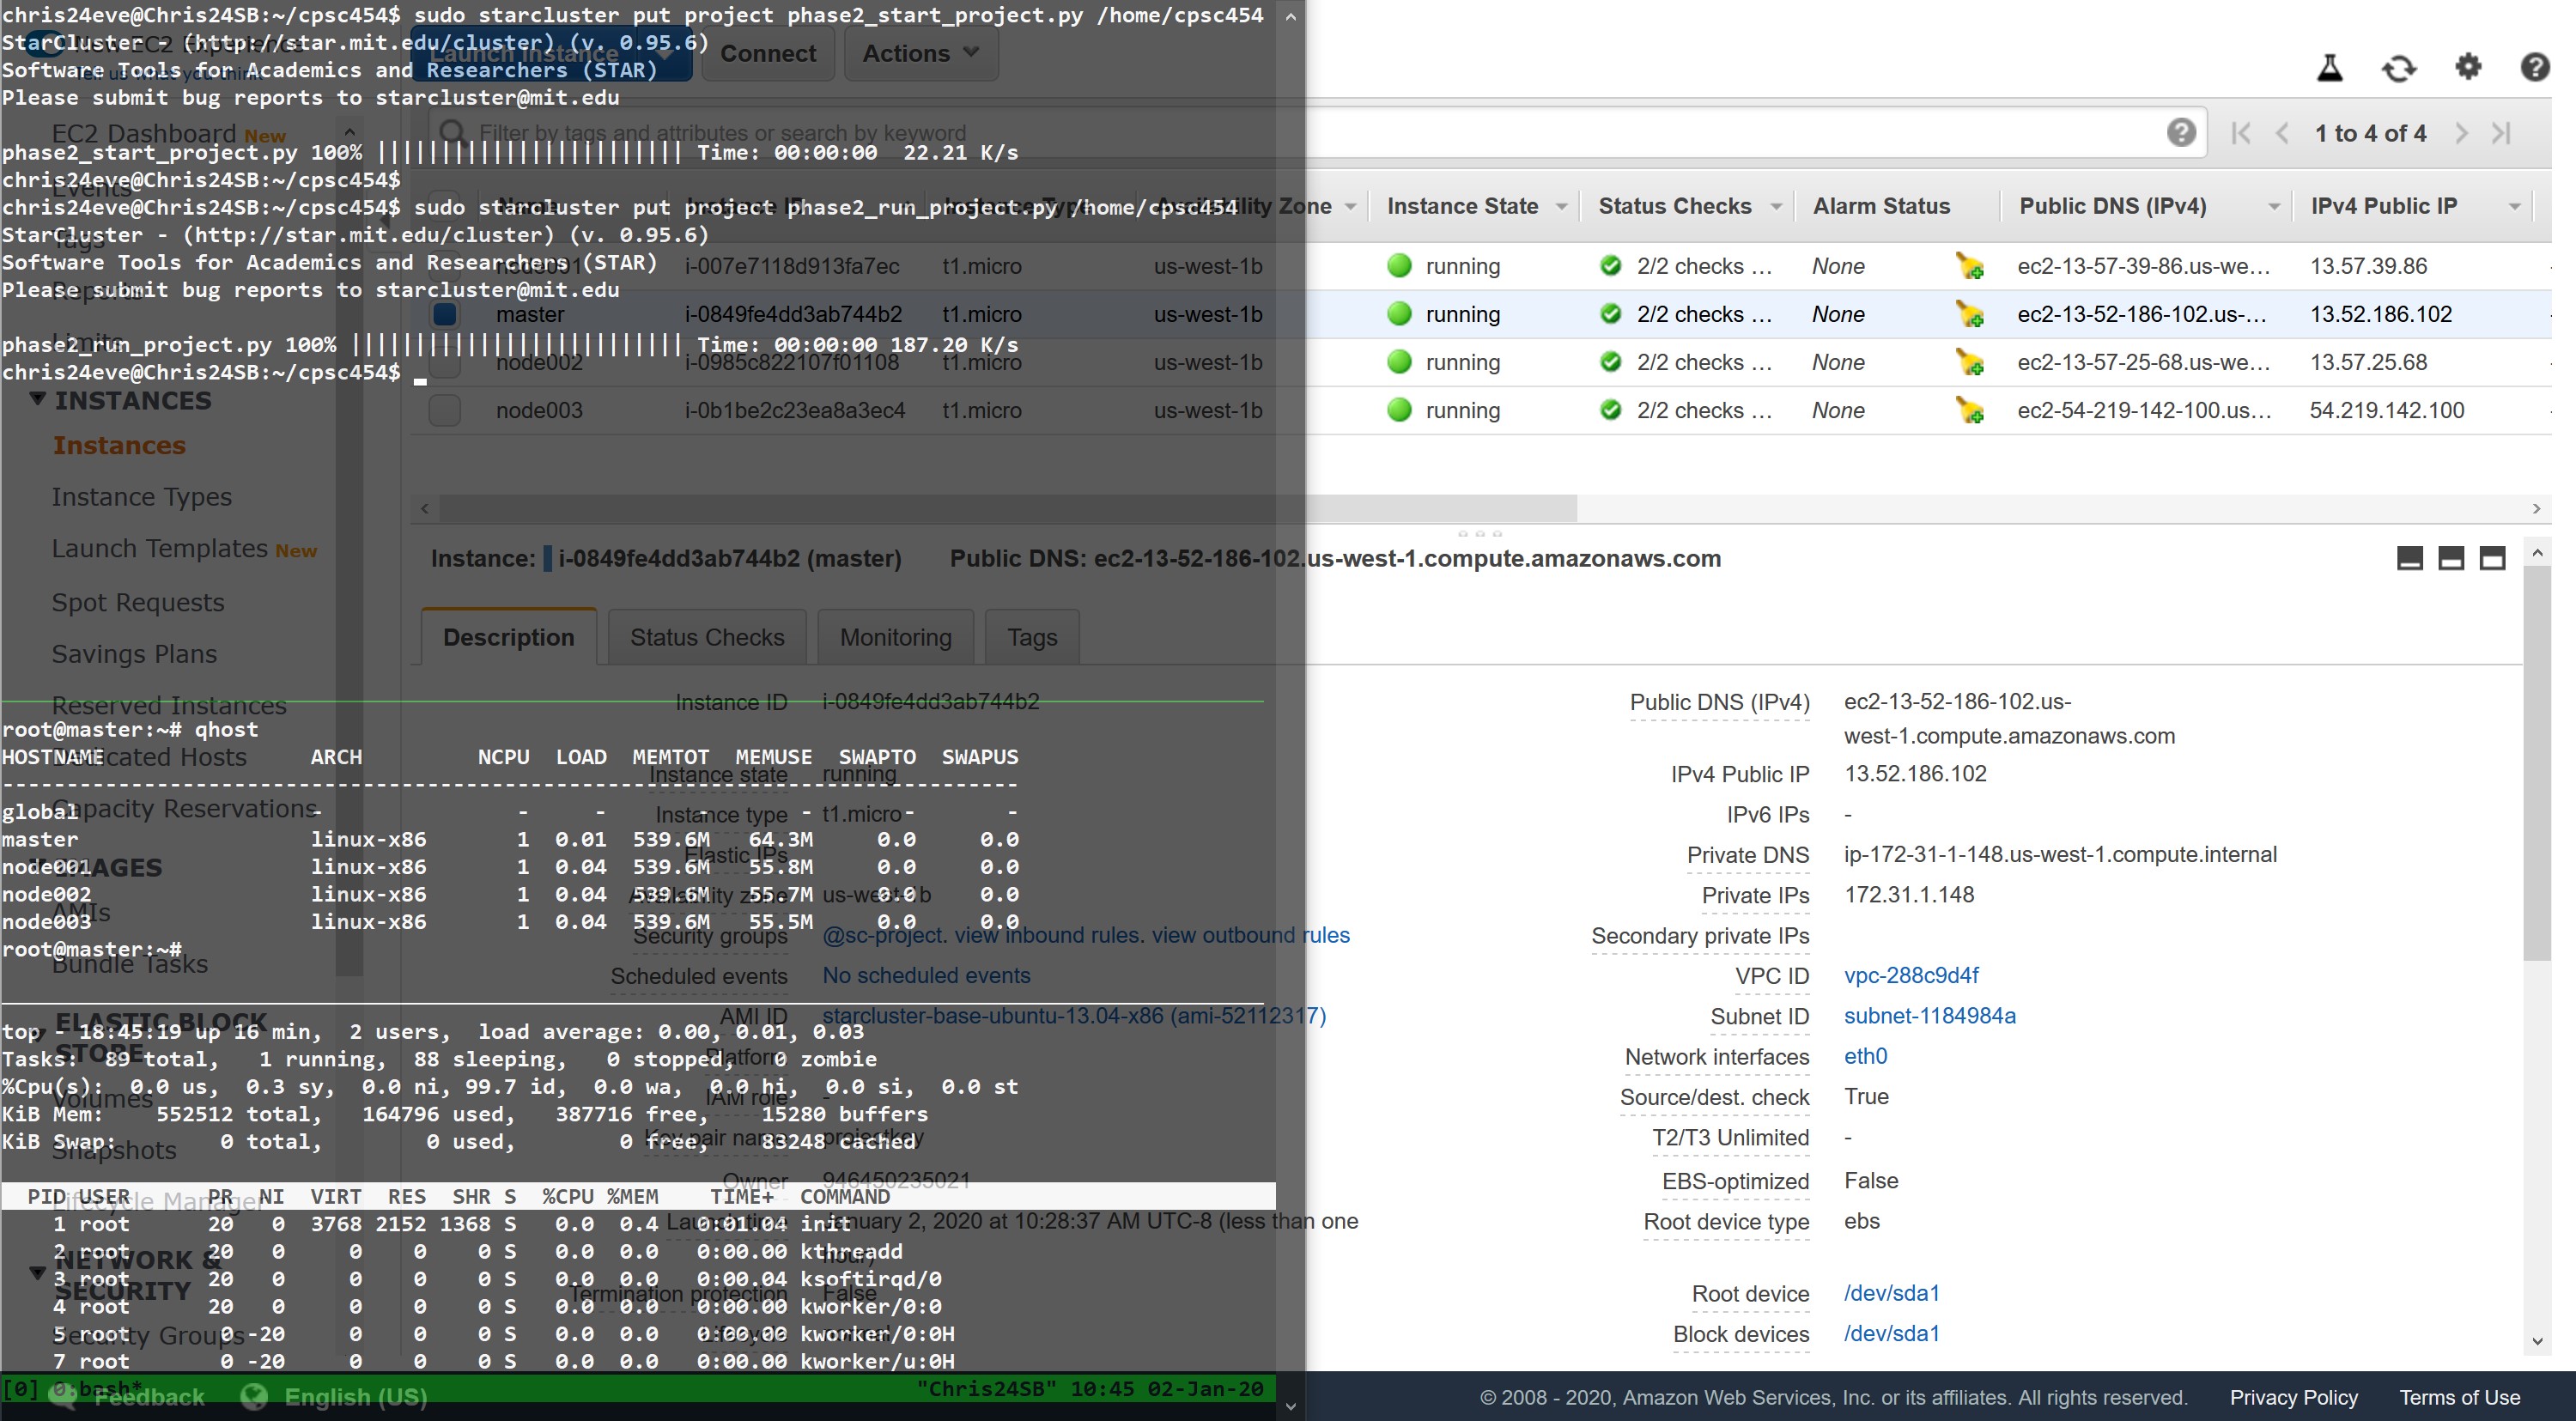 chris24eve@Chris24SB:~/cpsc454$ sudo starcluster put project phase2_start_project.py /home/cpsc454
StarCluster - (http://star.mit.edu/cluster) (v. 0.95.6)
Software Tools for Academics and Researchers (STAR)
Please submit bug reports to starcluster@mit.edu
phase2_start_project.py 100% |||||||||||||||||||||||| Time: 00:00:00  22.21 K/s
chris24eve@Chris24SB:~/cpsc454$
chris24eve@Chris24SB:~/cpsc454$ sudo starcluster put project phase2_run_project.py /home/cpsc454
StarCluster - (http://star.mit.edu/cluster) (v. 0.95.6)
Software Tools for Academics and Researchers (STAR)
Please submit bug reports to starcluster@mit.edu
phase2_run_project.py 100% |||||||||||||||||||||||||| Time: 00:00:00 187.20 K/s
chris24eve@Chris24SB:~/cpsc454$
root@master:~# qhost
HOSTNAME ARCH NCPU LOAD MEMTOT MEMUSE SWAPTO SWAPUS
-------------------------------------------------------------------------------
global - - - - - - -
master linux-x86 1 0.01 539.6M 64.3M 0.0 0.0
node001 linux-x86 1 0.04 539.6M 55.8M 0.0 0.0
node002 linux-x86 1 0.04 539.6M 55.7M 0.0 0.0
node003 linux-x86 1 0.04 539.6M 55.5M 0.0 0.0
root@master:~#
top - 18:45:19 up 16 min, 2 users, load average: 0.00, 0.01, 0.03
Tasks: 89 total, 1 running, 88 sleeping, 0 stopped, 0 zombie
%Cpu(s): 0.0 us, 0.3 sy, 0.0 ni, 99.7 id, 0.0 wa, 0.0 hi, 0.0 si, 0.0 st
KiB Mem: 552512 total, 164796 used, 387716 free, 15280 buffers
KiB Swap: 0 total, 0 used, 0 free, 83248 cached
PID USER PR NI VIRT RES SHR S %CPU %MEM TIME+ COMMAND
1 root 20 0 3768 2152 1368 S 0.0 0.4 0:01.04 init
2 root 20 0 0 0 0 S 0.0 0.0 0:00.00 kthreadd
3 root 20 0 0 0 0 S 0.0 0.0 0:00.04 ksoftirqd/0
4 root 20 0 0 0 0 S 0.0 0.0 0:00.00 kworker/0:0
5 root 0 -20 0 0 0 S 0.0 0.0 0:00.00 kworker/0:0H
7 root 0 -20 0 0 0 S 0.0 0.0 0:00.00 kworker/u:0H
[0] 0:bash* "Chris24SB" 10:45 02-Jan-20
New EC2 Experience
Tell us what you think
EC2 Dashboard New
Events
Tags
Reports
Limits
INSTANCES
Instances
Instance Types
Launch Templates New
Spot Requests
Savings Plans
Reserved Instances
Dedicated Hosts
Capacity Reservations
IMAGES
AMIs
Bundle Tasks
ELASTIC BLOCK
STORE
Volumes
Snapshots
Lifecycle Manager
NETWORK &
SECURITY
Security Groups
Launch Instance Connect Actions
Filter by tags and attributes or search by keyword
1 to 4 of 4
Name Instance ID Instance Type Availability Zone Instance State Status Checks Alarm Status Public DNS (IPv4) IPv4 Public IP
node001 i-007e7118d913fa7ec t1.micro us-west-1b running 2/2 checks ... None ec2-13-57-39-86.us-we... 13.57.39.86
master i-0849fe4dd3ab744b2 t1.micro us-west-1b running 2/2 checks ... None ec2-13-52-186-102.us-... 13.52.186.102
node002 i-0985c822107f01108 t1.micro us-west-1b running 2/2 checks ... None ec2-13-57-25-68.us-we... 13.57.25.68
node003 i-0b1be2c23ea8a3ec4 t1.micro us-west-1b running 2/2 checks ... None ec2-54-219-142-100.us... 54.219.142.100
Instance: i-0849fe4dd3ab744b2 (master) Public DNS: ec2-13-52-186-102.us-west-1.compute.amazonaws.com
Description Status Checks Monitoring Tags
Instance ID i-0849fe4dd3ab744b2
Instance state running
Instance type t1.micro
Elastic IPs
Availability zone us-west-1b
Security groups @sc-project. view inbound rules. view outbound rules
Scheduled events No scheduled events
AMI ID starcluster-base-ubuntu-13.04-x86 (ami-52112317)
Platform -
IAM role -
Key pair name projectkey
Owner 946450235021
Launch time January 2, 2020 at 10:28:37 AM UTC-8 (less than one
hour)
Termination protection False
Lifecycle normal
Public DNS (IPv4) ec2-13-52-186-102.us-
west-1.compute.amazonaws.com
IPv4 Public IP 13.52.186.102
IPv6 IPs -
Private DNS ip-172-31-1-148.us-west-1.compute.internal
Private IPs 172.31.1.148
Secondary private IPs
VPC ID vpc-288c9d4f
Subnet ID subnet-1184984a
Network interfaces eth0
Source/dest. check True
T2/T3 Unlimited -
EBS-optimized False
Root device type ebs
Root device /dev/sda1
Block devices /dev/sda1
Feedback English (US)
© 2008 - 2020, Amazon Web Services, Inc. or its affiliates. All rights reserved. Privacy Policy Terms of Use